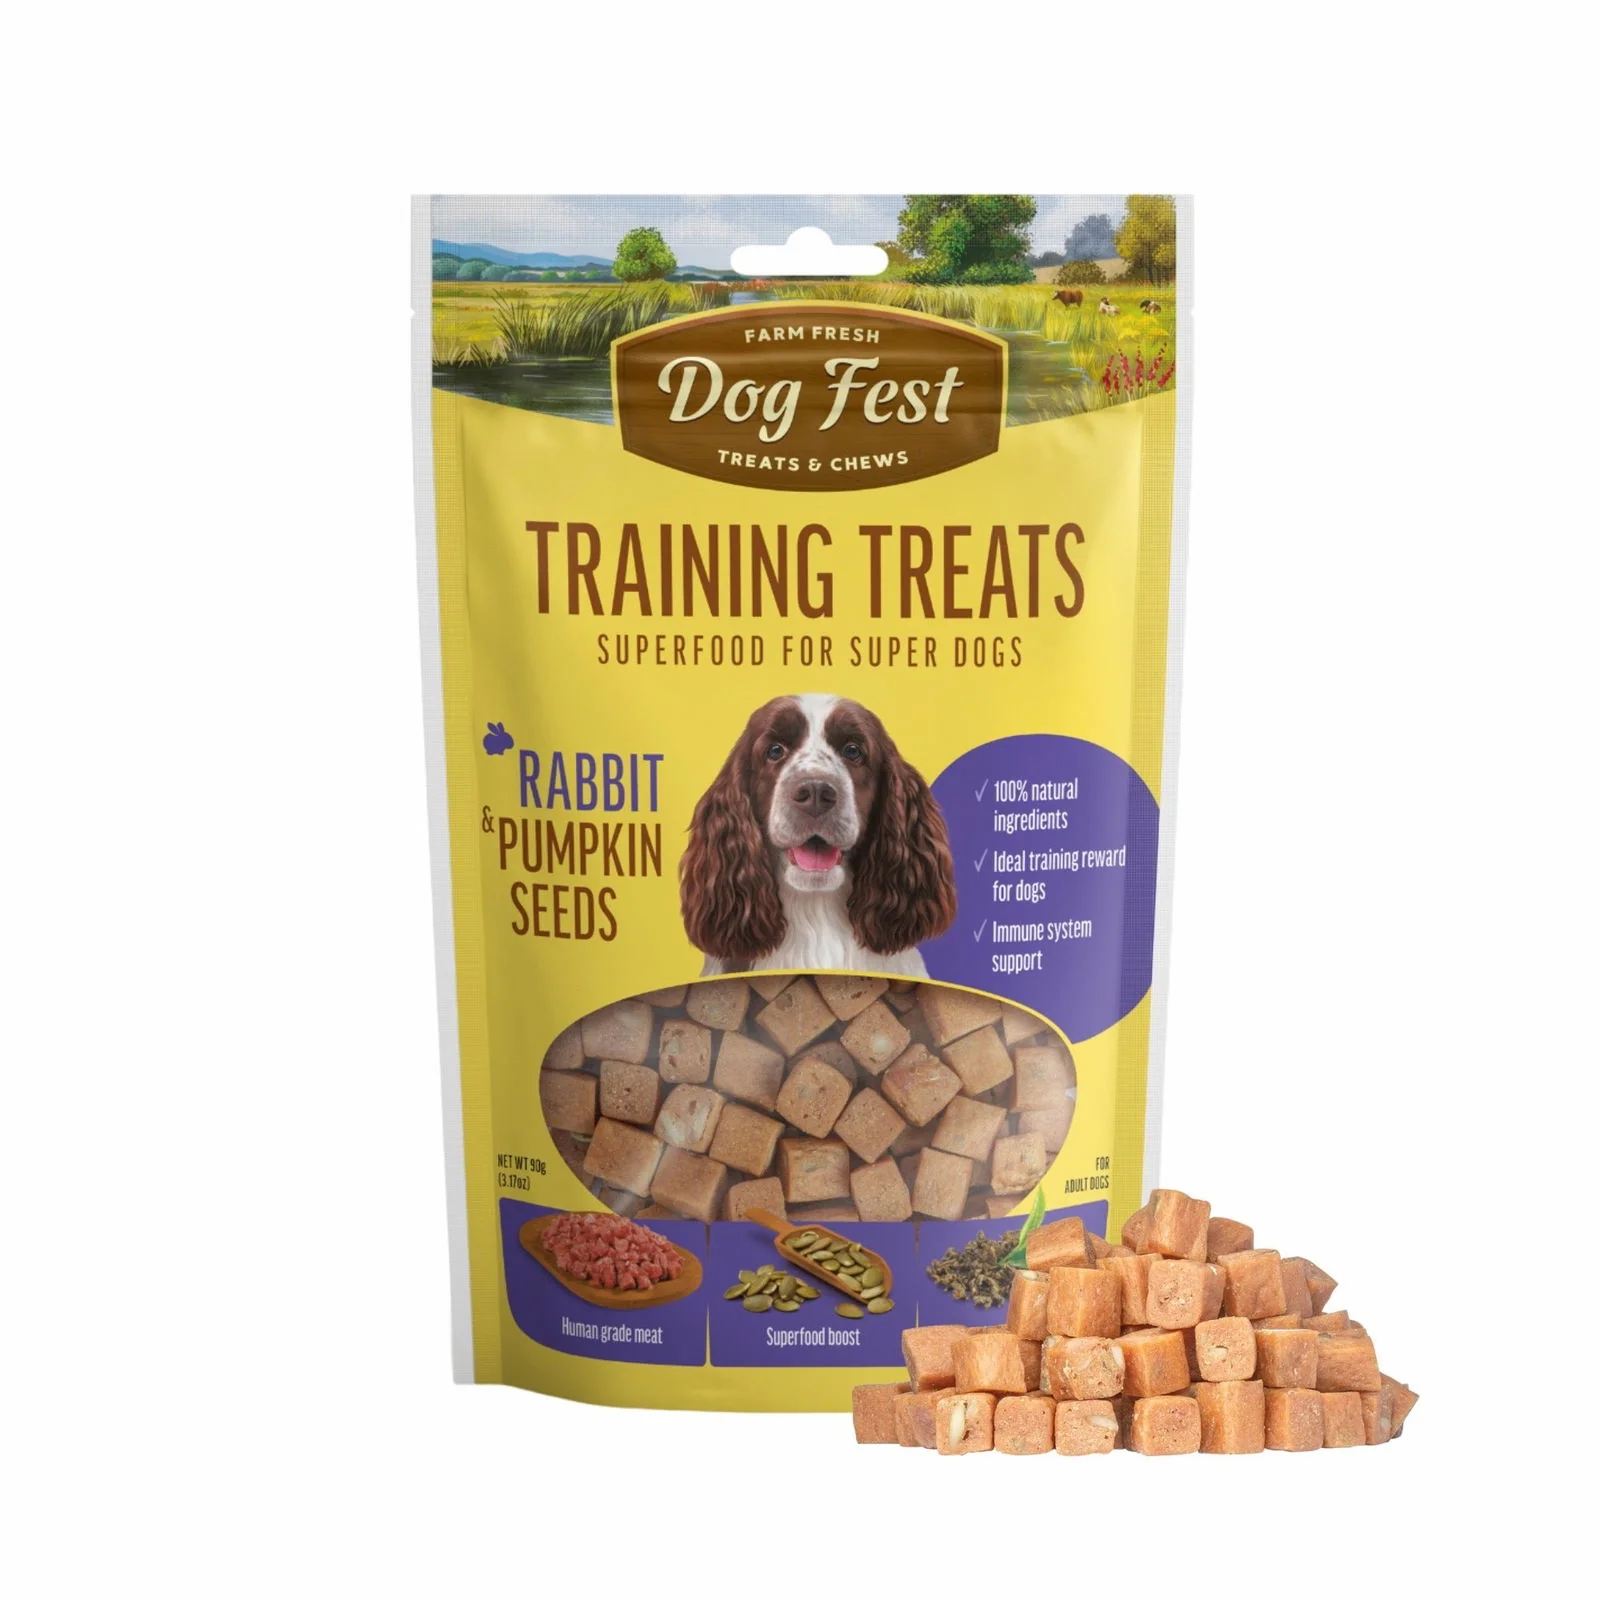 FARM FRESH
Dog Fest
TREATS & CHEWS
TRAINING TREATS
SUPERFOOD FOR SUPER DOGS
RABBIT
& PUMPKIN
SEEDS
✓ 100% natural
ingredients
✓ Ideal training reward
for dogs
✓ Immune system
support
NET WT 90g
(3.17oz)
FOR
ADULT DOGS
Human grade meat
Superfood boost